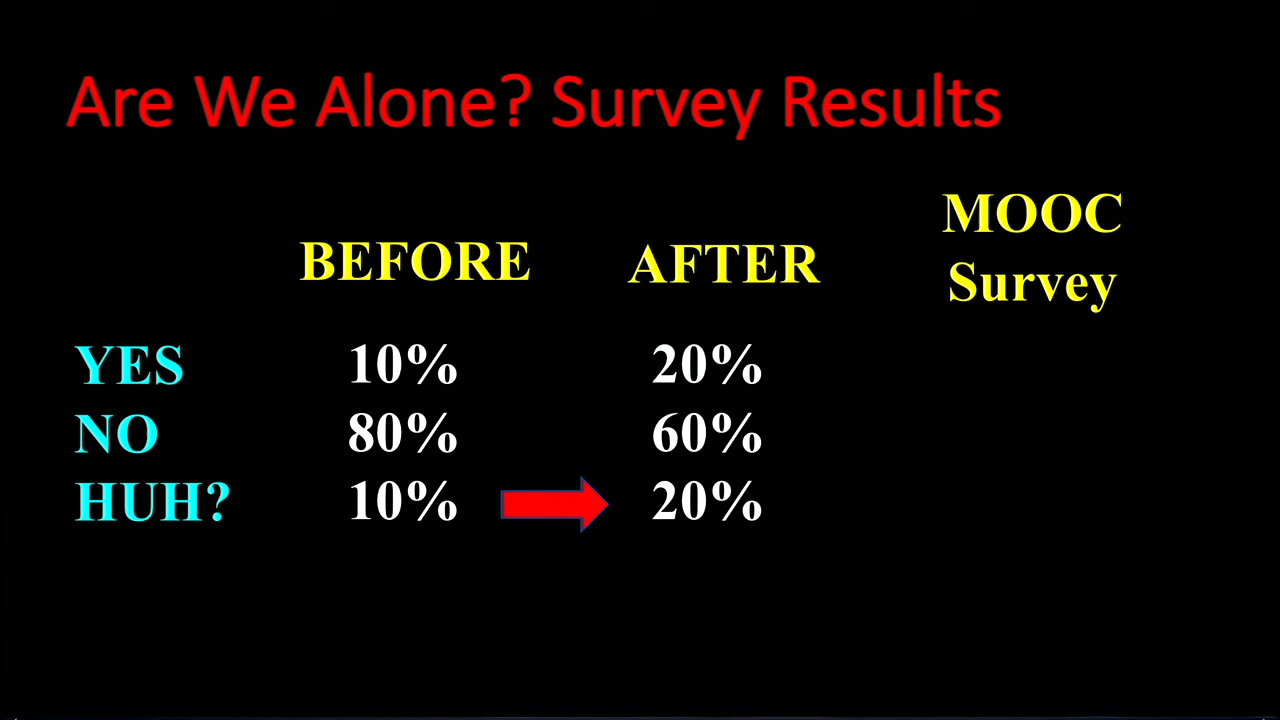 Are We Alone? Survey Results
MOOC
Survey
BEFORE AFTER
YES 10% 20%
NO 80% 60%
HUH? 10% 20%